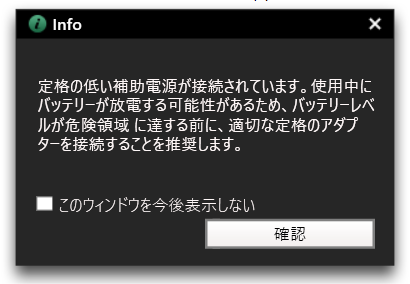 Info
定格の低い補助電源が接続されています。使用中に
バッテリーが放電する可能性があるため、バッテリーレベ
ルが危険領域 に達する前に、適切な定格のアダプ
ターを接続することを推奨します。
このウィンドウを今後表示しない
確認